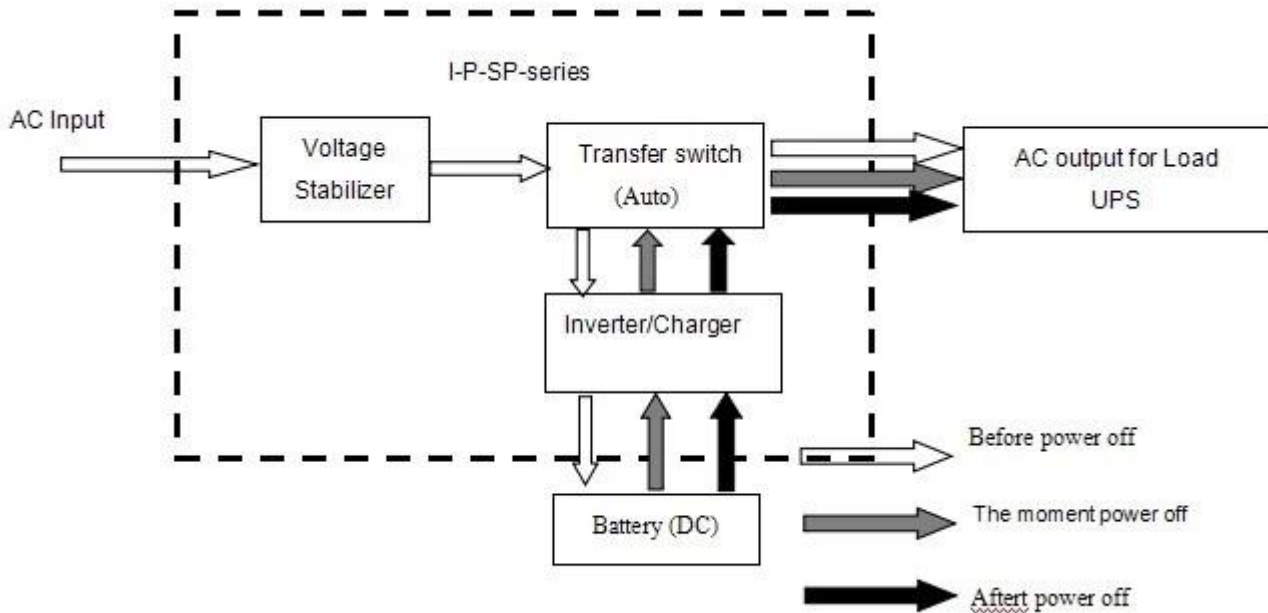 I-P-SP-series
AC Input
Voltage
Stabilizer
Transfer switch
(Auto)
AC output for Load
UPS
Inverter/Charger
Battery (DC)
Before power off
The moment power off
Aftert power off